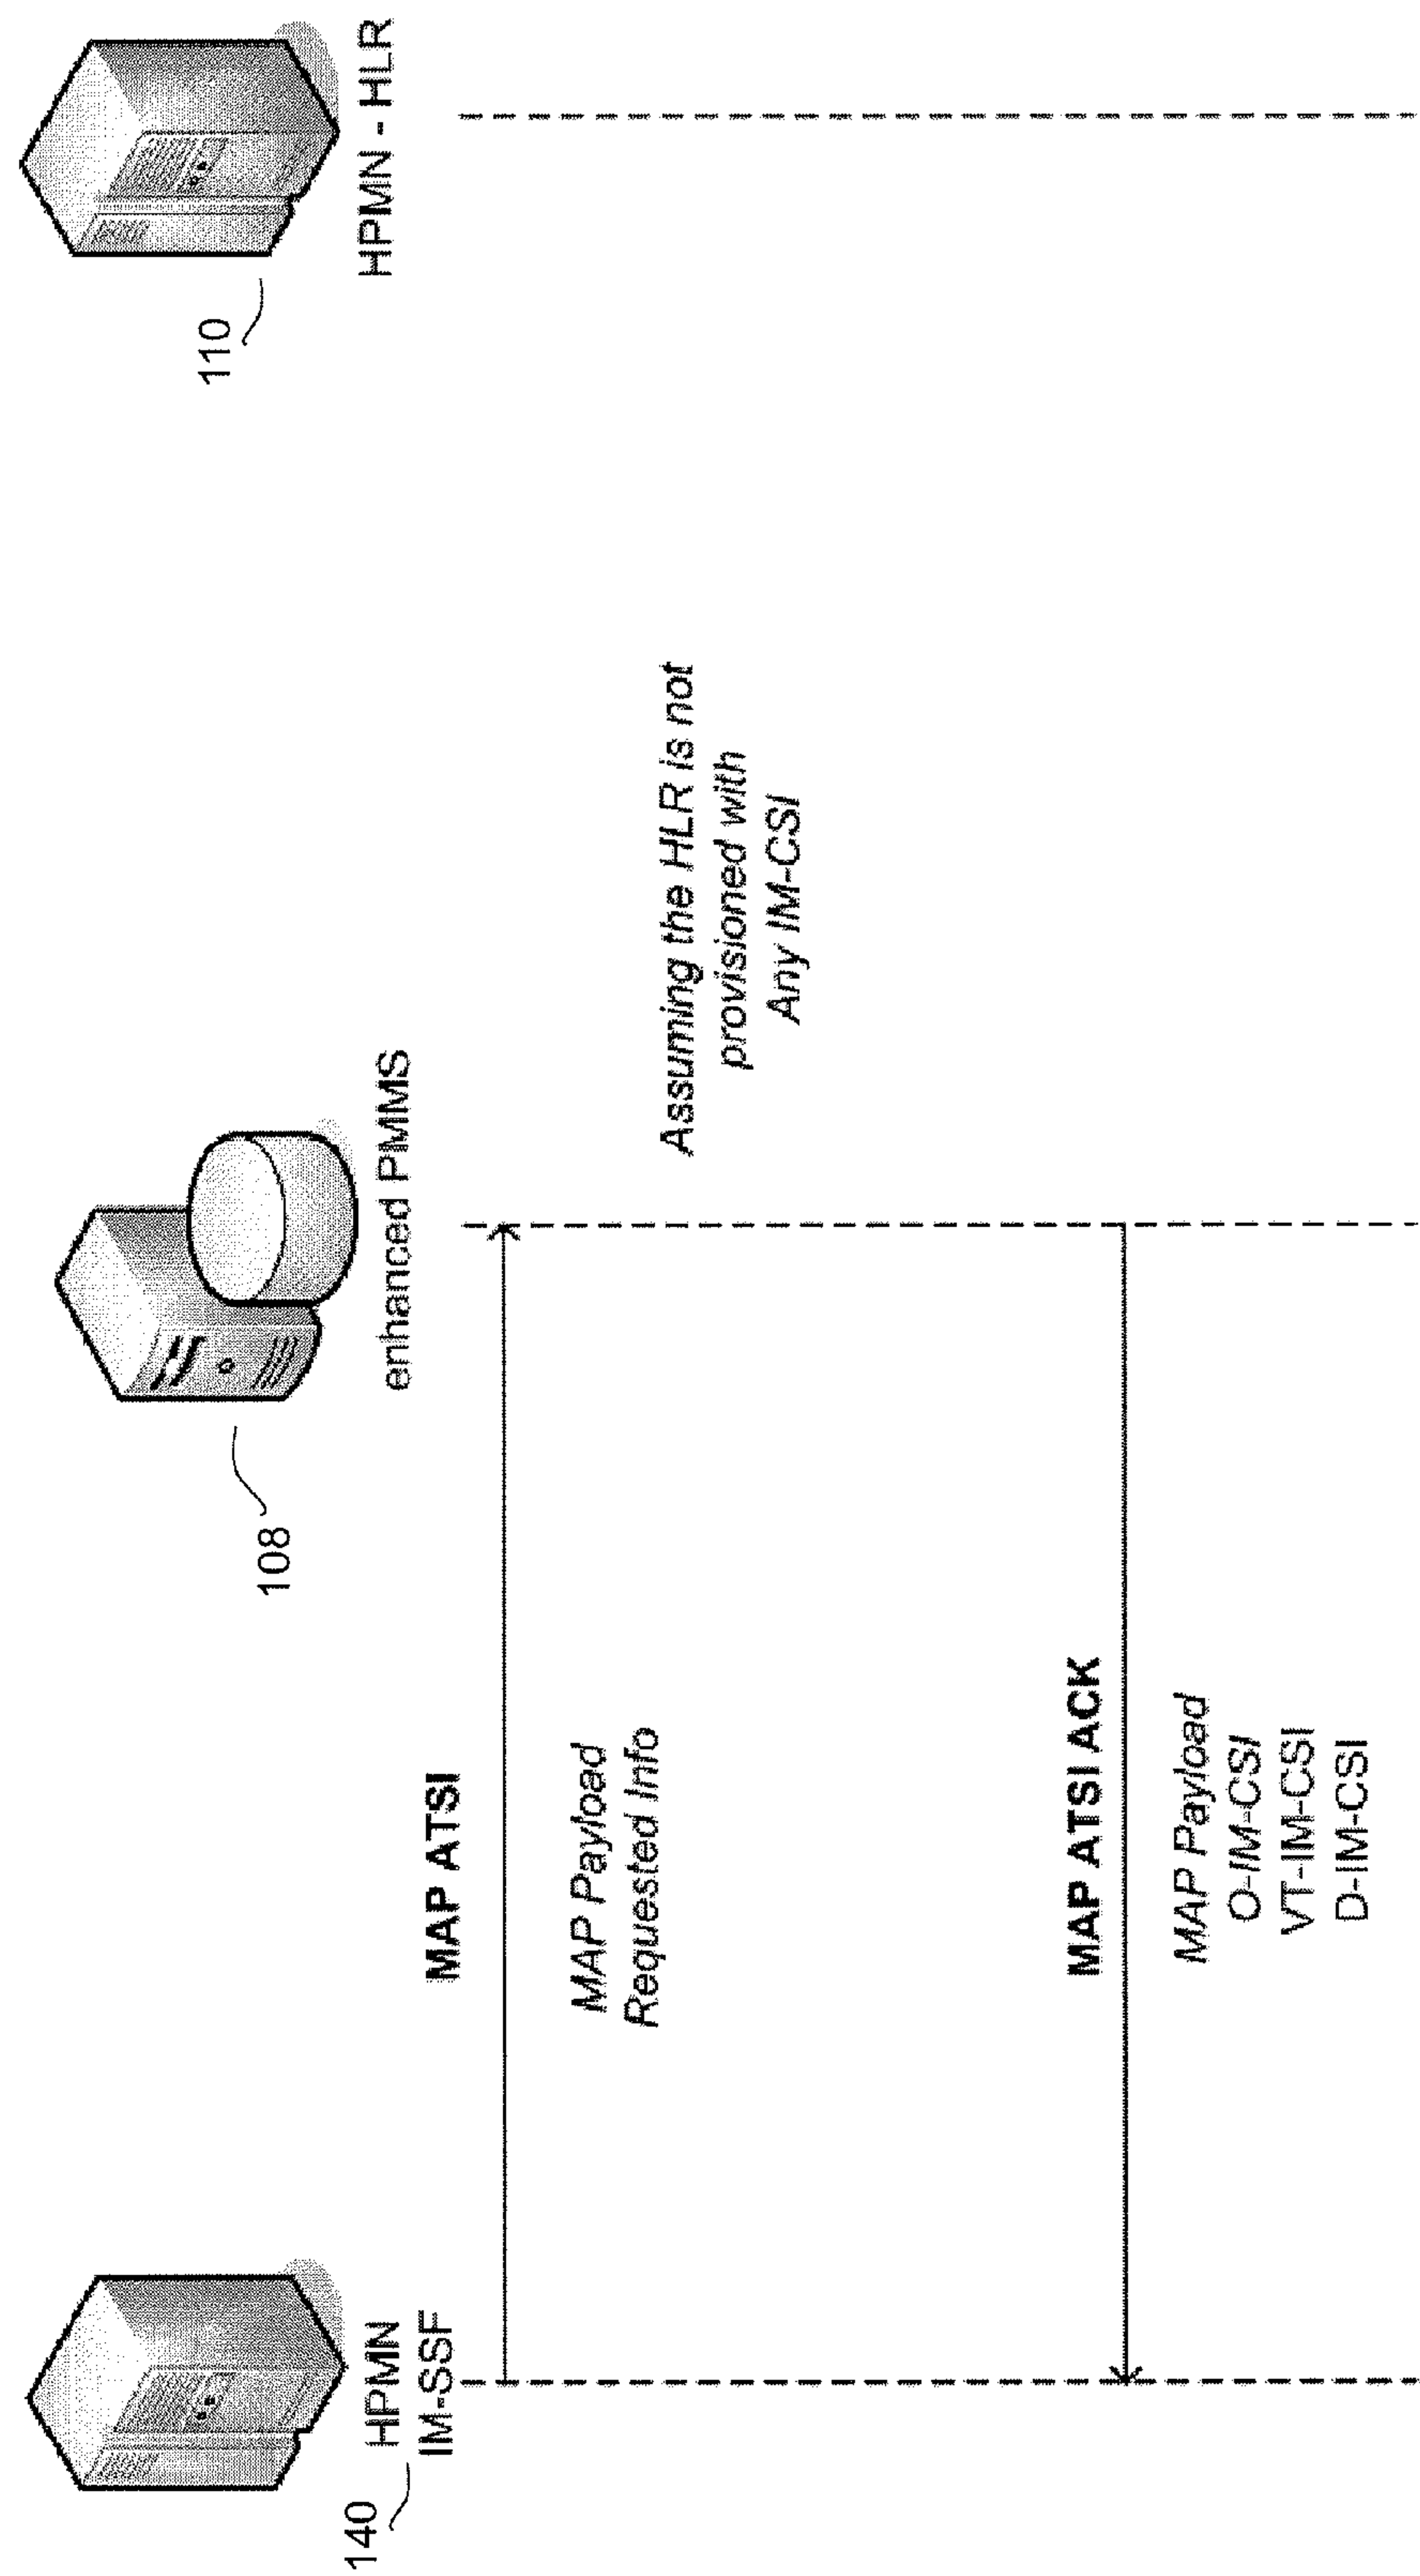 140
HPMN
IM-SSF
108
enhanced PMMS
110
HPMN - HLR
MAP ATSI
MAP Payload
Requested Info
Assuming the HLR is not
provisioned with
Any IM-CSI
MAP ATSI ACK
MAP Payload
O-IM-CSI
VT-IM-CSI
D-IM-CSI